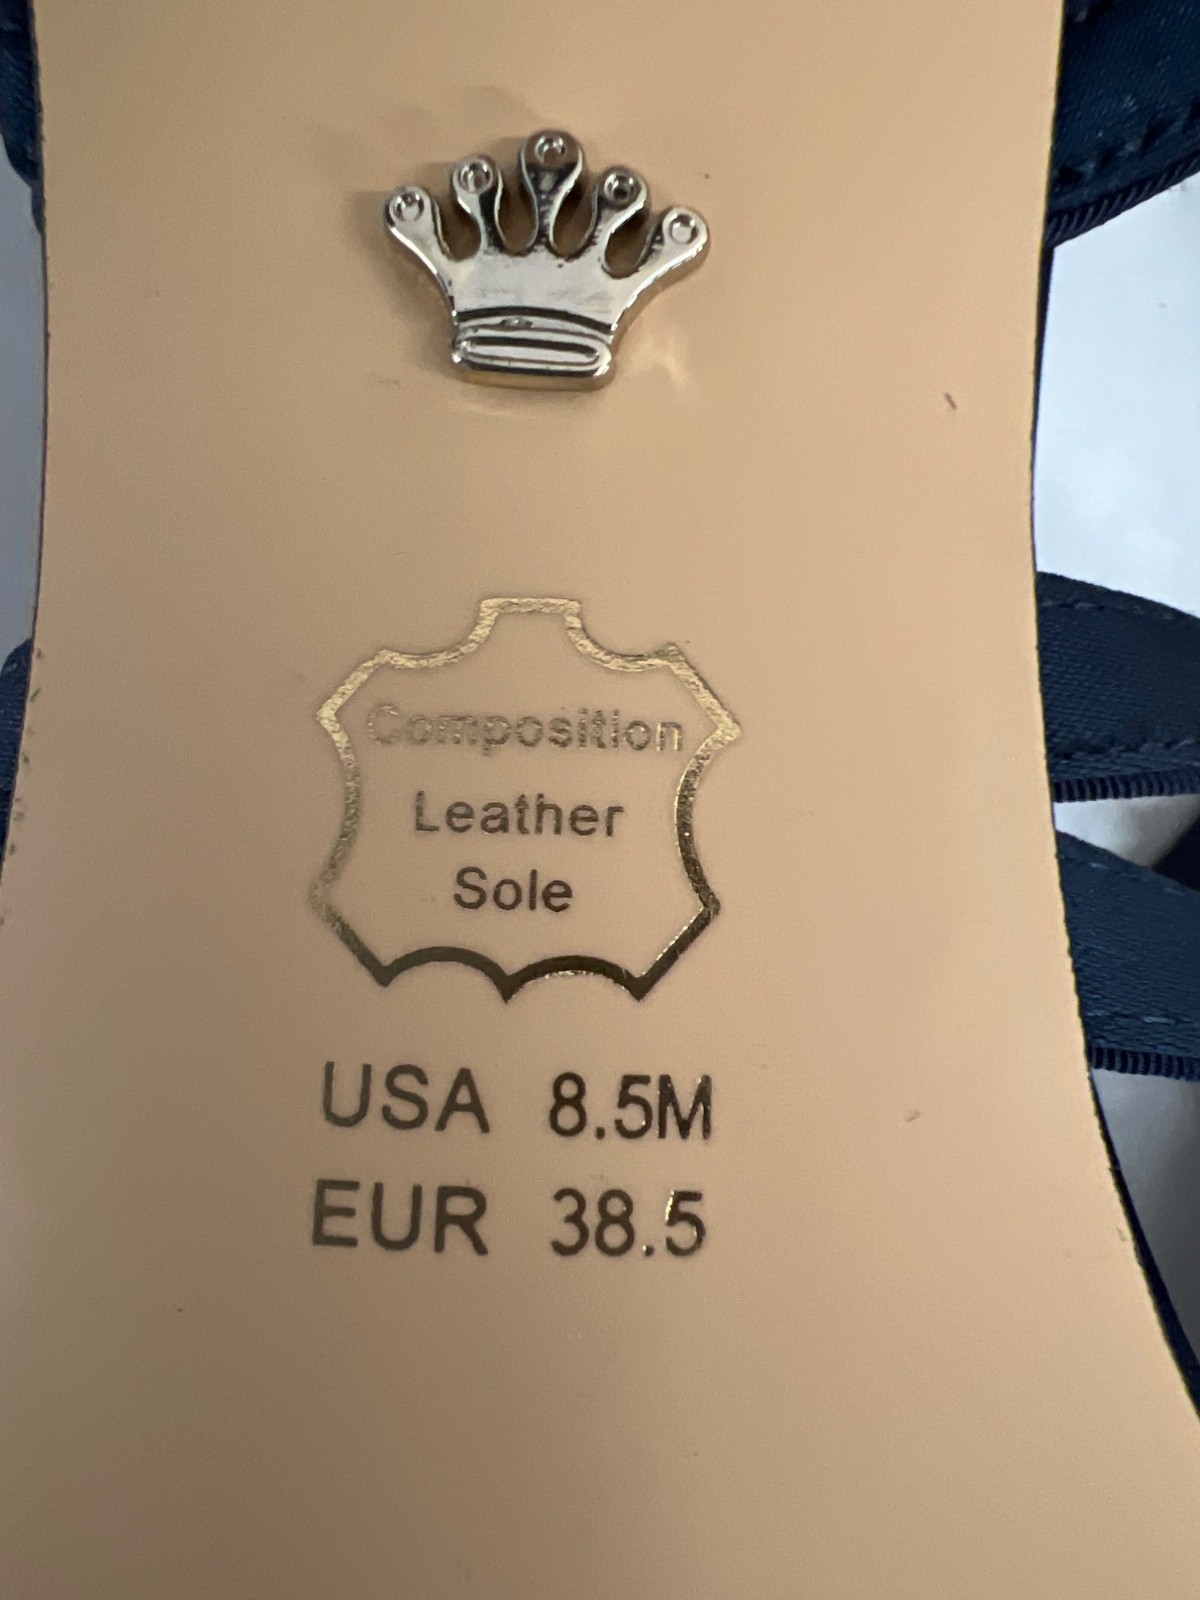 Composition
Leather
Sole
USA 8.5M
EUR 38.5